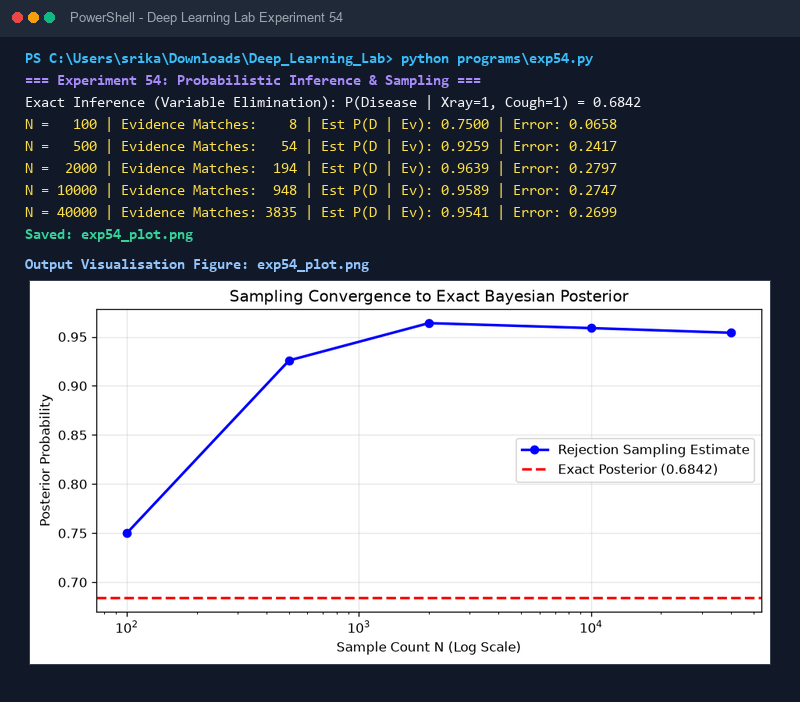 PowerShell - Deep Learning Lab Experiment 54
PS C:\Users\srika\Downloads\Deep_Learning_Lab> python programs\exp54.py
=== Experiment 54: Probabilistic Inference & Sampling ===
Exact Inference (Variable Elimination): P(Disease | Xray=1, Cough=1) = 0.6842
N =   100 | Evidence Matches:    8 | Est P(D | Ev): 0.7500 | Error: 0.0658
N =   500 | Evidence Matches:   54 | Est P(D | Ev): 0.9259 | Error: 0.2417
N =  2000 | Evidence Matches:  194 | Est P(D | Ev): 0.9639 | Error: 0.2797
N = 10000 | Evidence Matches:  948 | Est P(D | Ev): 0.9589 | Error: 0.2747
N = 40000 | Evidence Matches: 3835 | Est P(D | Ev): 0.9541 | Error: 0.2699
Saved: exp54_plot.png
Output Visualisation Figure: exp54_plot.png
Sampling Convergence to Exact Bayesian Posterior
Posterior Probability
0.95
0.90
0.85
0.80
0.75
0.70
Rejection Sampling Estimate
Exact Posterior (0.6842)
10²
10³
10⁴
Sample Count N (Log Scale)